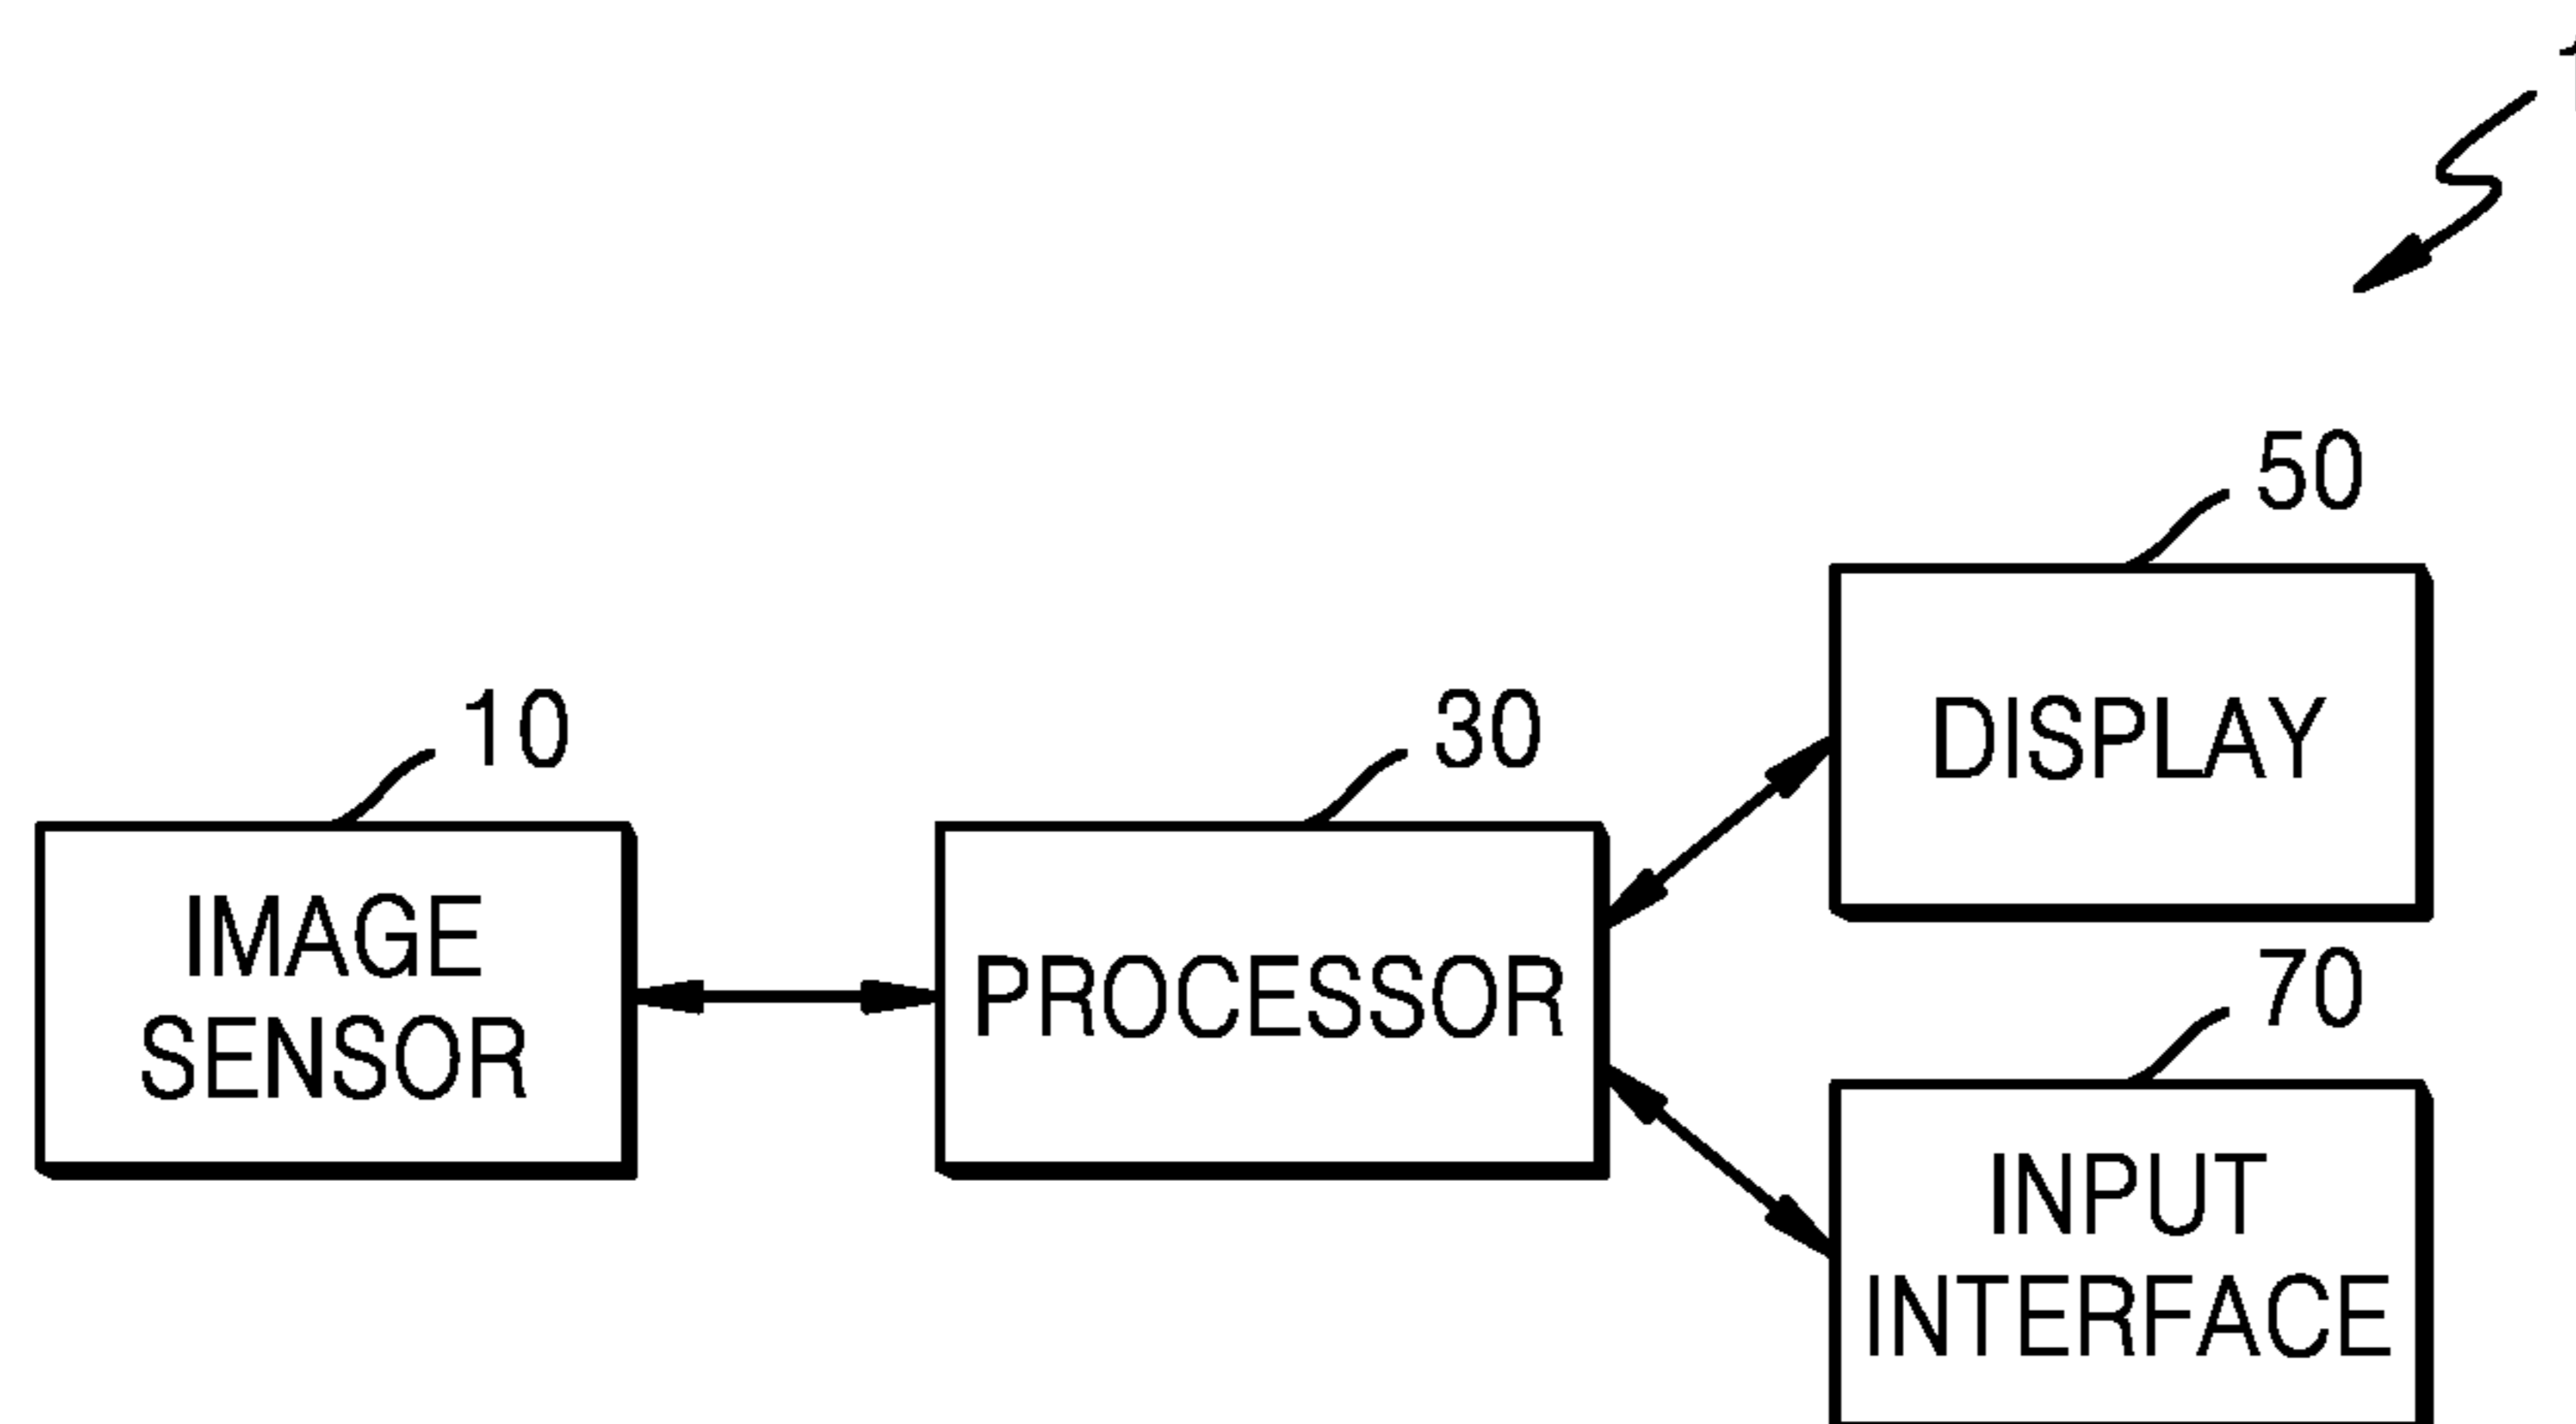 50
10
30
DISPLAY
IMAGE
SENSOR
PROCESSOR
70
INPUT
INTERFACE